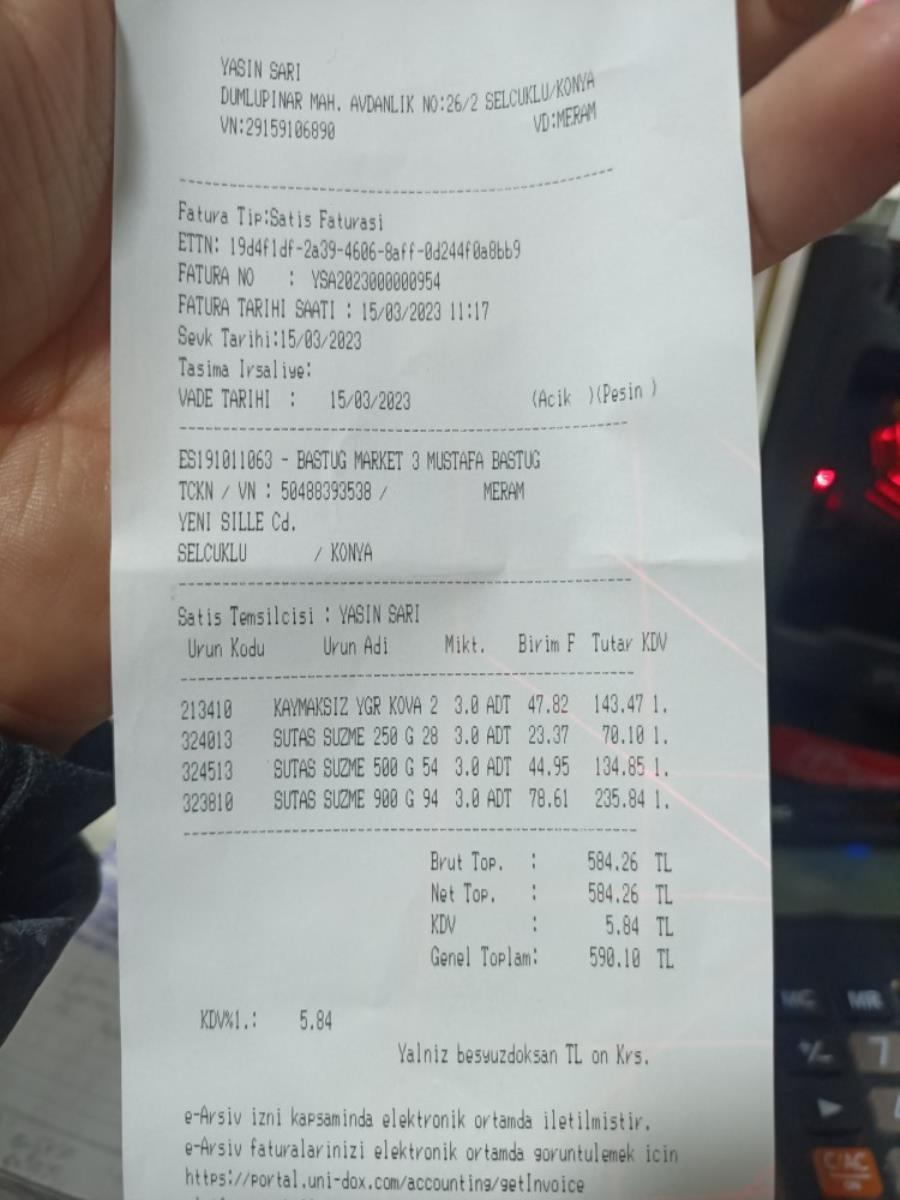 YASIN SARI
DUMLUPINAR MAH. AVDANLIK NO:26/2 SELCUKLU/KONYA
VN:29159106890 VD:MERAM
Fatura Tip:Satis Faturasi
ETTN: 19d4f1df-2a39-4606-8aff-0d244f0a8bb9
FATURA NO : YSA2023000000954
FATURA TARIHI SAATI : 15/03/2023 11:17
Sevk Tarihi:15/03/2023
Tasima Irsaliye:
VADE TARIHI : 15/03/2023 (Acik )(Pesin )
ES191011063 - BASTUG MARKET 3 MUSTAFA BASTUG
TCKN / VN : 50488393538 / MERAM
YENI SILLE Cd.
SELCUKLU / KONYA
Satis Temsilcisi : YASIN SARI
Urun Kodu Urun Adi Mikt. Birim F Tutar KDV
213410 KAYMAKSIZ YGR KOVA 2 3.0 ADT 47.82 143.47 1.
324013 SUTAS SUZME 250 G 28 3.0 ADT 23.37 70.10 1.
324513 SUTAS SUZME 500 G 54 3.0 ADT 44.95 134.85 1.
323810 SUTAS SUZME 900 G 94 3.0 ADT 78.61 235.84 1.
Brut Top. : 584.26 TL
Net Top. : 584.26 TL
KDV : 5.84 TL
Genel Toplam: 590.10 TL
KDV%1.: 5.84
Yalniz besyuzdoksan TL on Krs.
e-Arsiv izni kapsaminda elektronik ortamda iletilmistir.
e-Arsiv faturalarinizi elektronik ortamda goruntulemek icin
https://portal.uni-dox.com/accounting/getInvoice
MC MR
+/- 7
C/AC